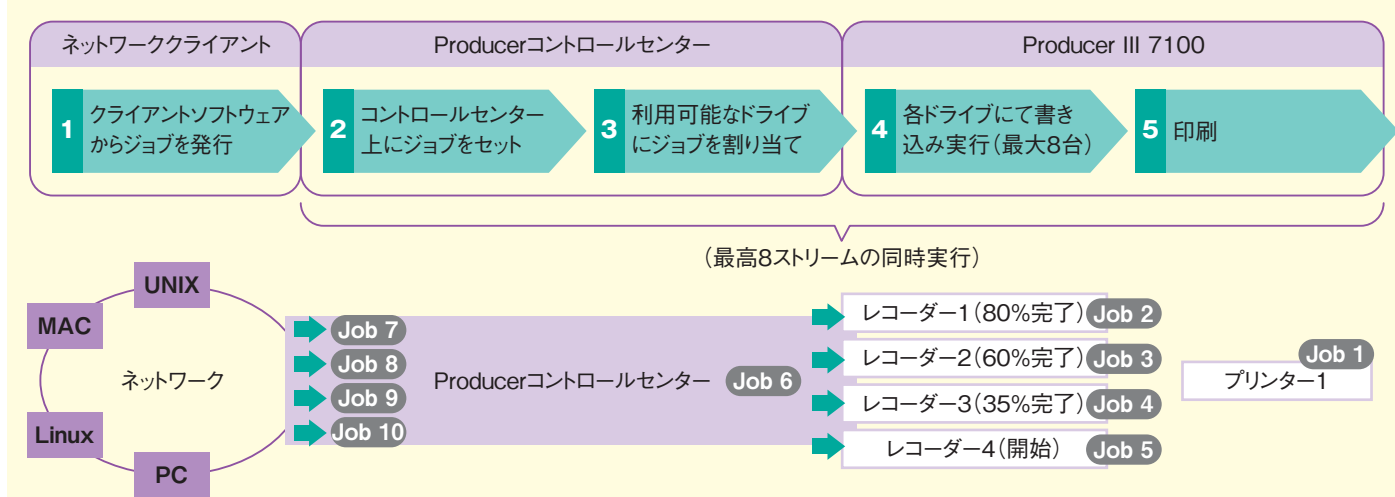 ネットワーククライアント
Producerコントロールセンター
Producer III 7100
1 クライアントソフトウェア
からジョブを発行
2 コントロールセンター
上にジョブをセット
3 利用可能なドライブ
にジョブを割り当て
4 各ドライブにて書き
込み実行（最大8台）
5 印刷
（最高8ストリームの同時実行）
UNIX
MAC
ネットワーク
Linux
PC
Job 7
Job 8
Job 9
Job 10
Producerコントロールセンター
Job 6
レコーダー1（80%完了） Job 2
レコーダー2（60%完了） Job 3
レコーダー3（35%完了） Job 4
レコーダー4（開始） Job 5
Job 1
プリンター1